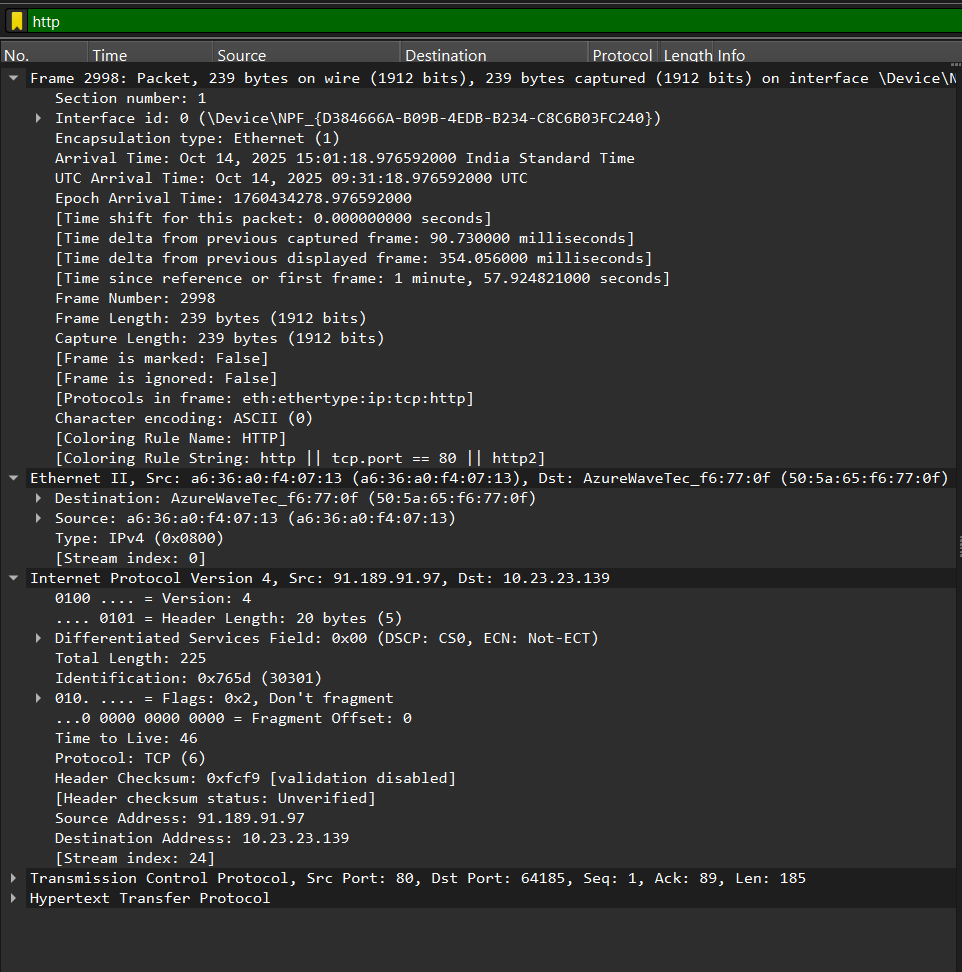 http
No. Time Source Destination Protocol Length Info
Frame 2998: Packet, 239 bytes on wire (1912 bits), 239 bytes captured (1912 bits) on interface \Device\N
Section number: 1
Interface id: 0 (\Device\NPF_{D384666A-B09B-4EDB-B234-C8C6B03FC240})
Encapsulation type: Ethernet (1)
Arrival Time: Oct 14, 2025 15:01:18.976592000 India Standard Time
UTC Arrival Time: Oct 14, 2025 09:31:18.976592000 UTC
Epoch Arrival Time: 1760434278.976592000
[Time shift for this packet: 0.000000000 seconds]
[Time delta from previous captured frame: 90.730000 milliseconds]
[Time delta from previous displayed frame: 354.056000 milliseconds]
[Time since reference or first frame: 1 minute, 57.924821000 seconds]
Frame Number: 2998
Frame Length: 239 bytes (1912 bits)
Capture Length: 239 bytes (1912 bits)
[Frame is marked: False]
[Frame is ignored: False]
[Protocols in frame: eth:ethertype:ip:tcp:http]
Character encoding: ASCII (0)
[Coloring Rule Name: HTTP]
[Coloring Rule String: http || tcp.port == 80 || http2]
Ethernet II, Src: a6:36:a0:f4:07:13 (a6:36:a0:f4:07:13), Dst: AzureWaveTec_f6:77:0f (50:5a:65:f6:77:0f)
Destination: AzureWaveTec_f6:77:0f (50:5a:65:f6:77:0f)
Source: a6:36:a0:f4:07:13 (a6:36:a0:f4:07:13)
Type: IPv4 (0x0800)
[Stream index: 0]
Internet Protocol Version 4, Src: 91.189.91.97, Dst: 10.23.23.139
0100 .... = Version: 4
.... 0101 = Header Length: 20 bytes (5)
Differentiated Services Field: 0x00 (DSCP: CS0, ECN: Not-ECT)
Total Length: 225
Identification: 0x765d (30301)
010. .... = Flags: 0x2, Don't fragment
...0 0000 0000 0000 = Fragment Offset: 0
Time to Live: 46
Protocol: TCP (6)
Header Checksum: 0xfcf9 [validation disabled]
[Header checksum status: Unverified]
Source Address: 91.189.91.97
Destination Address: 10.23.23.139
[Stream index: 24]
Transmission Control Protocol, Src Port: 80, Dst Port: 64185, Seq: 1, Ack: 89, Len: 185
Hypertext Transfer Protocol